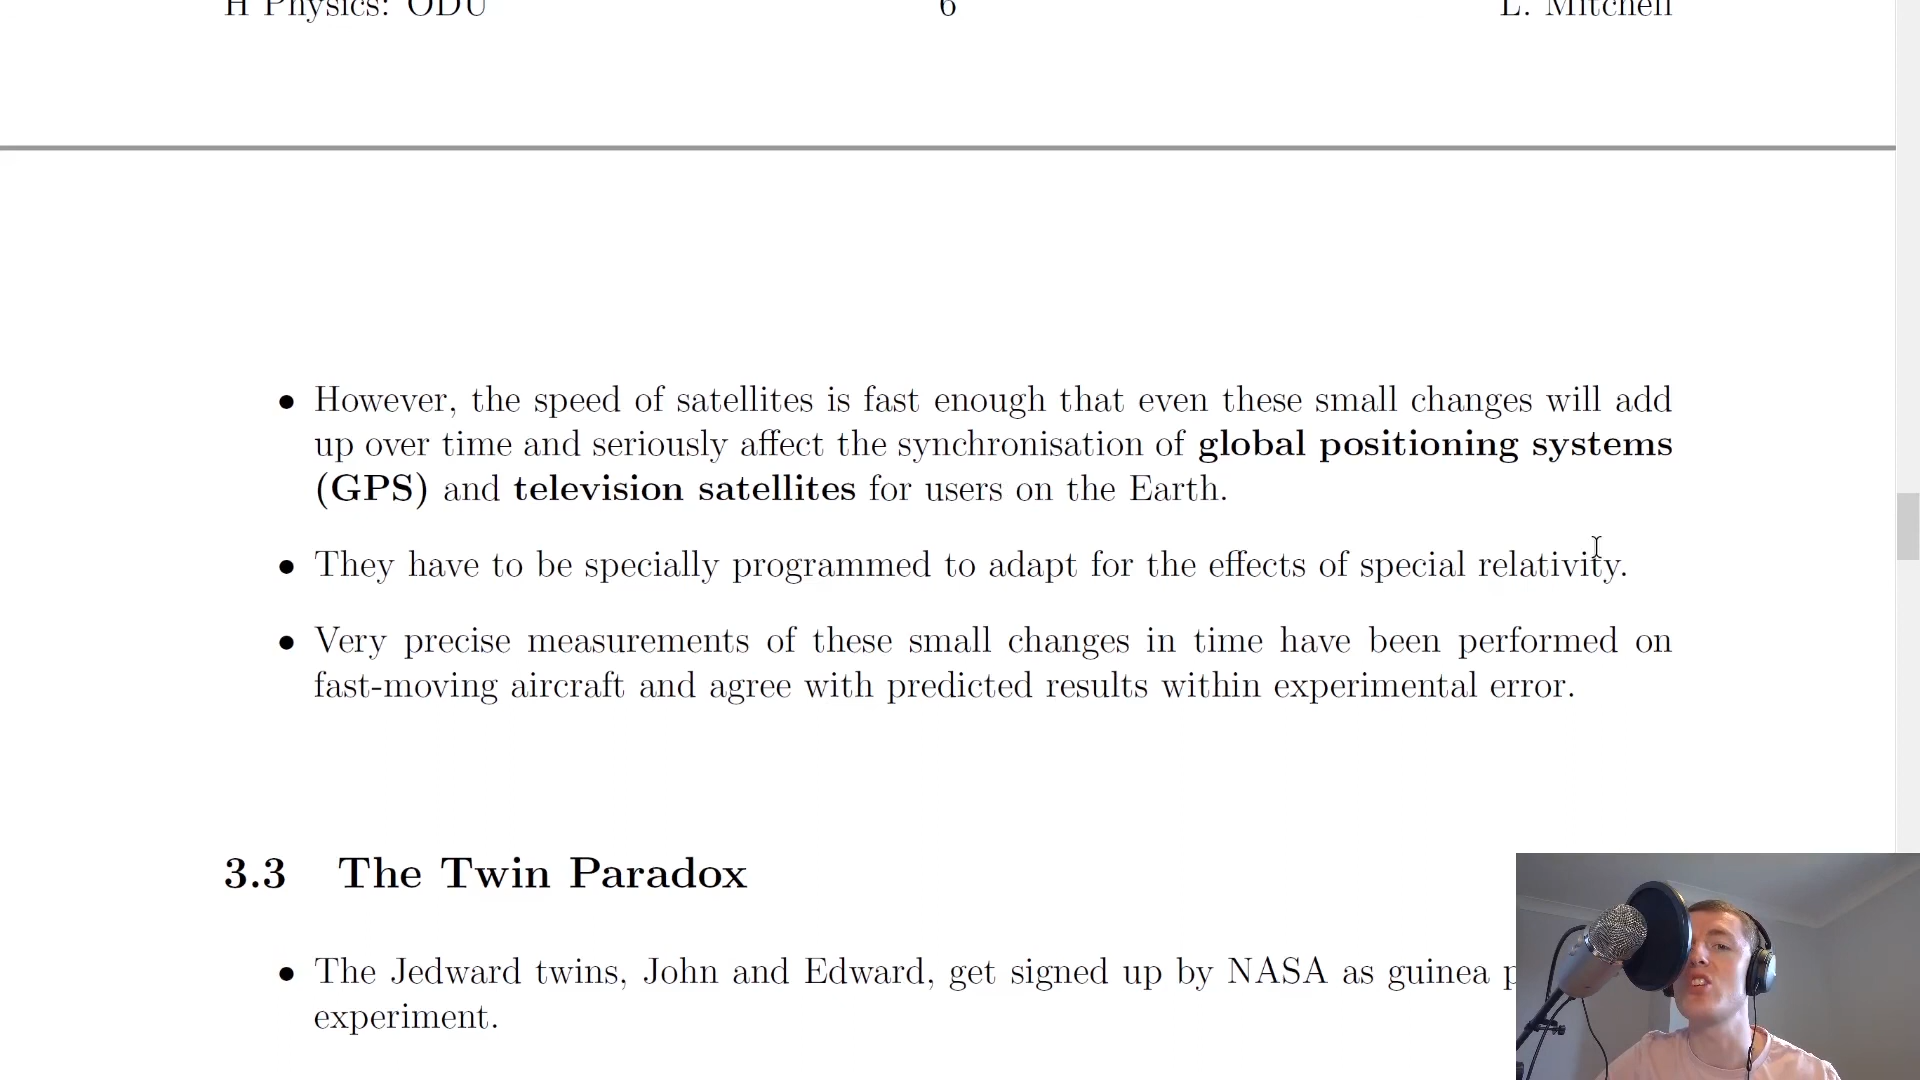 H Physics: ODU 6 L. Mitchell
• However, the speed of satellites is fast enough that even these small changes will add
up over time and seriously affect the synchronisation of global positioning systems
(GPS) and television satellites for users on the Earth.
• They have to be specially programmed to adapt for the effects of special relativity.
• Very precise measurements of these small changes in time have been performed on
fast-moving aircraft and agree with predicted results within experimental error.
3.3 The Twin Paradox
• The Jedward twins, John and Edward, get signed up by NASA as guinea p
experiment.